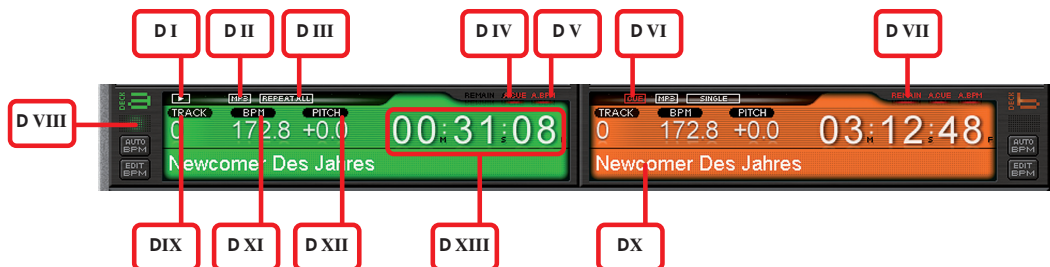 D I
D II
D III
D IV
D V
D VI
D VII
D VIII
DECK
MP3
REPEAT ALL
REMAIN A.CUE A.BPM
TRACK BPM PITCH
0 172.8 +0.0 00:31:08
M S F
Newcomer Des Jahres
AUTO BPM
EDIT BPM
CUE
MP3
SINGLE
REMAIN A.CUE A.BPM
TRACK BPM PITCH
0 172.8 +0.0 03:12:48
M S F
Newcomer Des Jahres
DECK
AUTO BPM
EDIT BPM
DIX
D XI
D XII
D XIII
DX